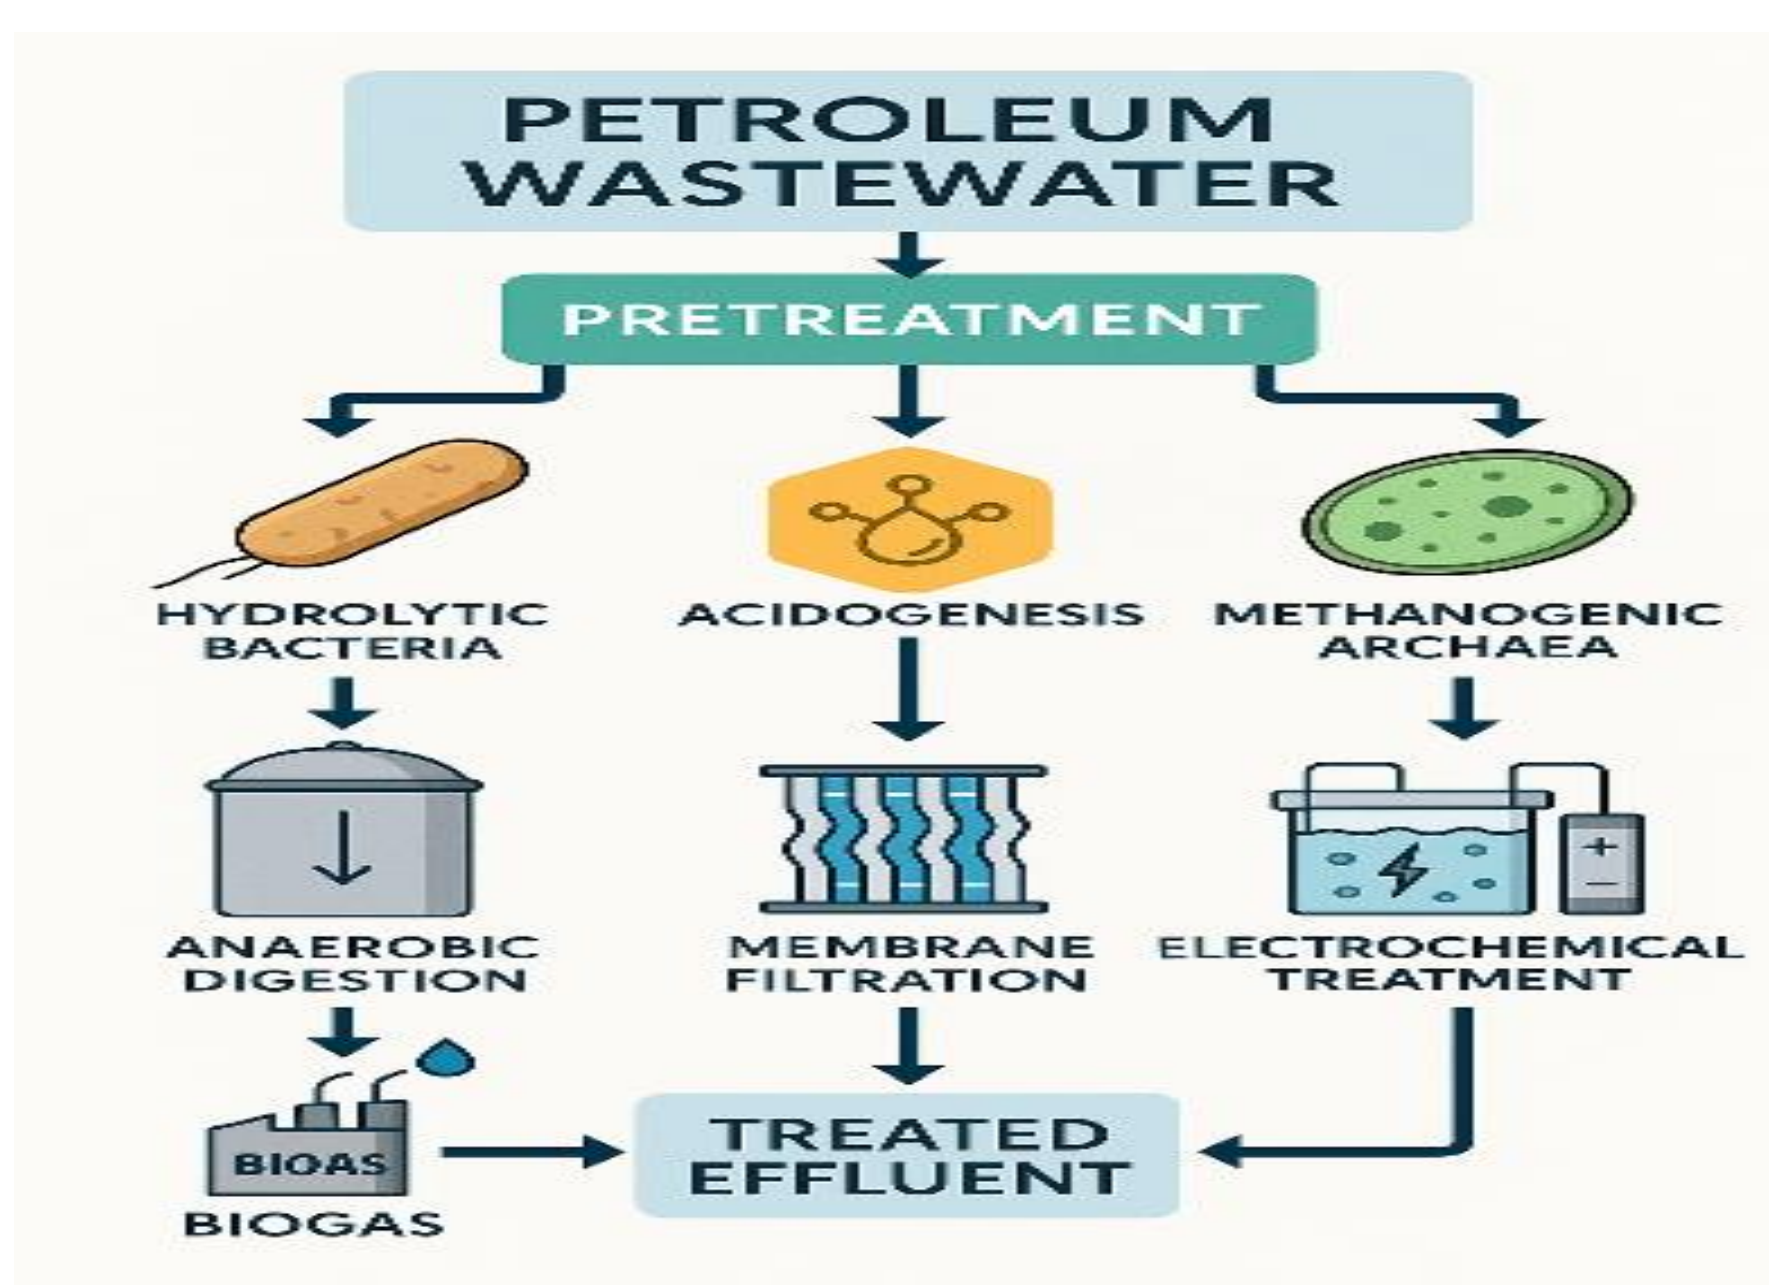 PETROLEUM
WASTEWATER
PRETREATMENT
HYDROLYTIC
BACTERIA
ACIDOGENESIS
METHANOGENIC
ARCHAEA
ANAEROBIC
DIGESTION
MEMBRANE
FILTRATION
ELECTROCHEMICAL
TREATMENT
+
−
BIOAS
BIOGAS
TREATED
EFFLUENT